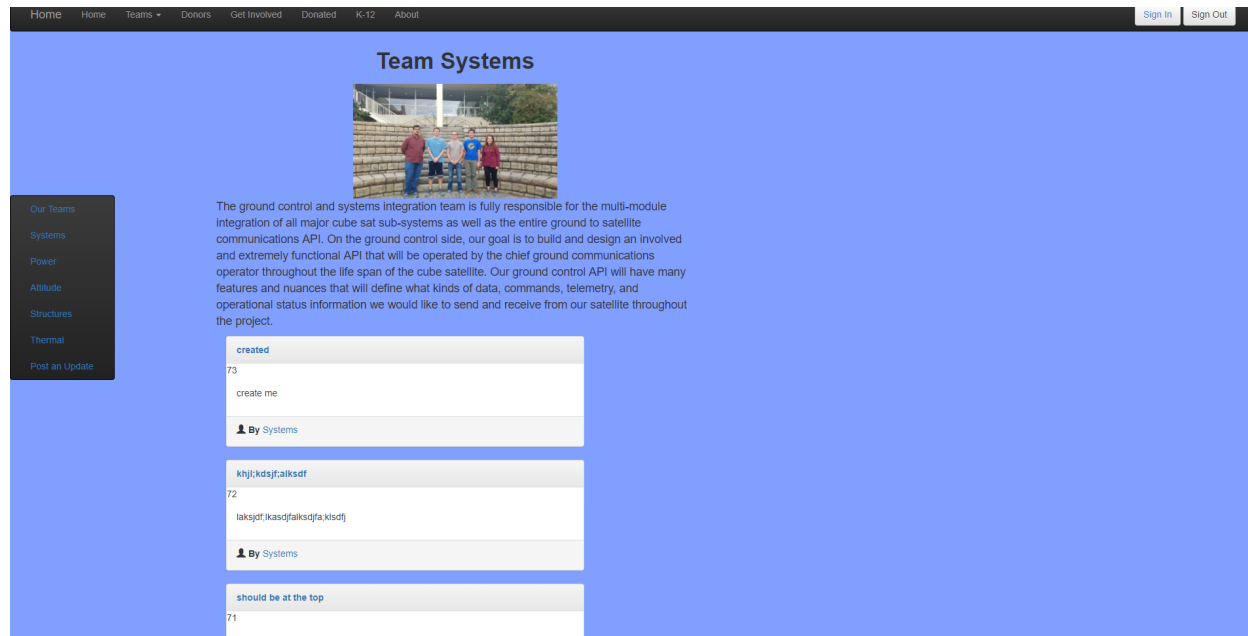 Home Home Teams Donors Get Involved Donated K-12 About Sign In Sign Out
Team Systems
Our Teams
Systems
Power
Altitude
Structures
Thermal
Post an Update
The ground control and systems integration team is fully responsible for the multi-module
integration of all major cube sat sub-systems as well as the entire ground to satellite
communications API. On the ground control side, our goal is to build and design an involved
and extremely functional API that will be operated by the chief ground communications
operator throughout the life span of the cube satellite. Our ground control API will have many
features and nuances that will define what kinds of data, commands, telemetry, and
operational status information we would like to send and receive from our satellite throughout
the project.
created
73
create me
By Systems
khjl;kdsjf;alksdf
72
laksjdf;lkasdjfalksdjfa;klsdfj
By Systems
should be at the top
71